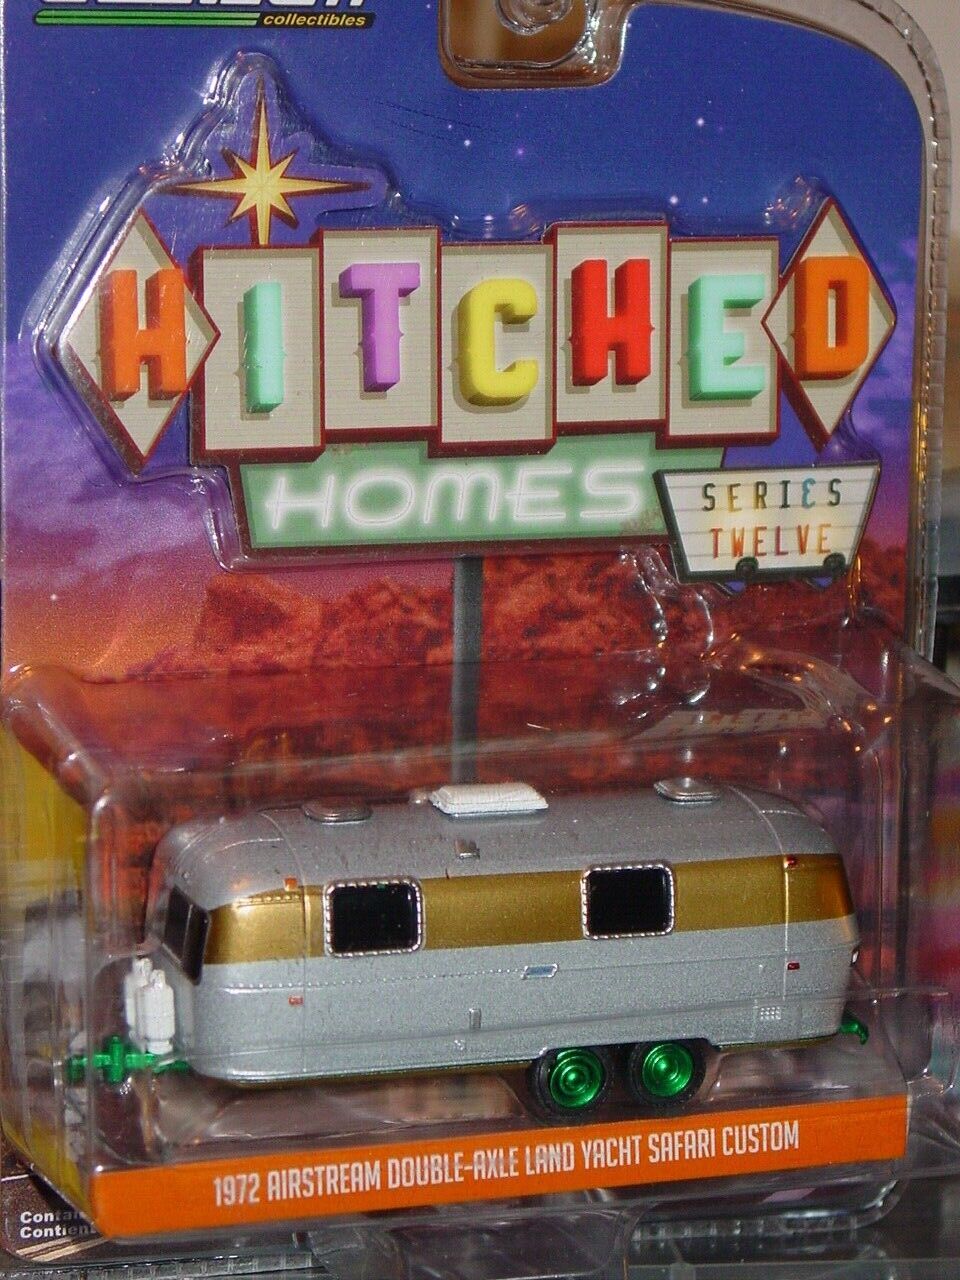 collectibles
HITCHED
HOMES
SERIES
TWELVE
1972 AIRSTREAM DOUBLE-AXLE LAND YACHT SAFARI CUSTOM